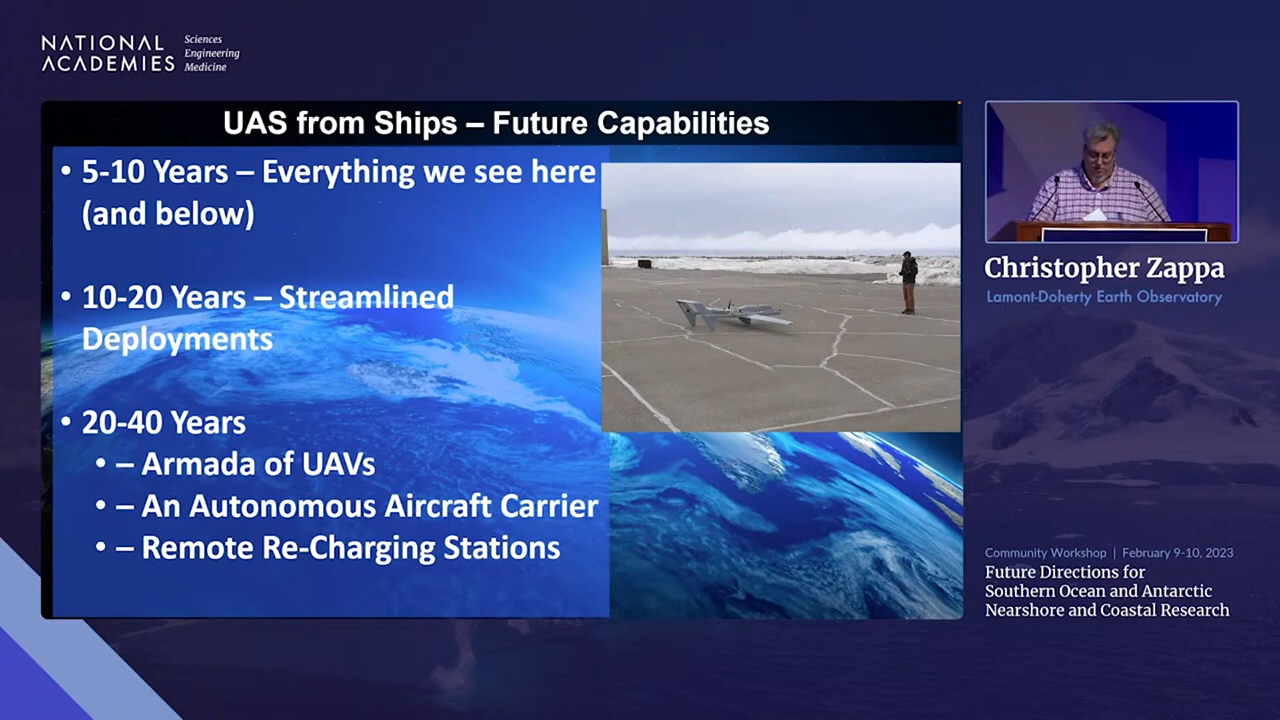 NATIONAL
ACADEMIES
Sciences
Engineering
Medicine
UAS from Ships – Future Capabilities
• 5-10 Years – Everything we see here
(and below)
• 10-20 Years – Streamlined
Deployments
• 20-40 Years
• – Armada of UAVs
• – An Autonomous Aircraft Carrier
• – Remote Re-Charging Stations
Christopher Zappa
Lamont-Doherty Earth Observatory
Community Workshop | February 9-10, 2023
Future Directions for
Southern Ocean and Antarctic
Nearshore and Coastal Research